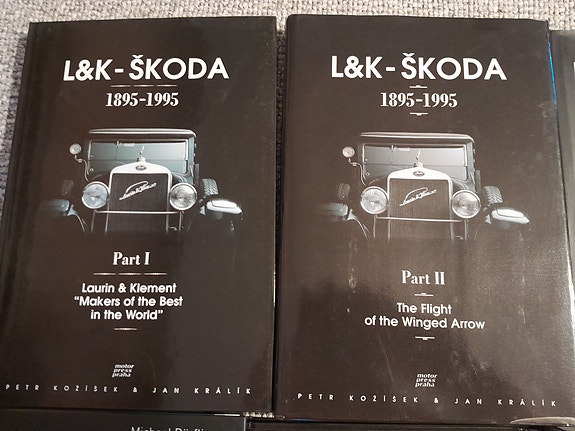 L&K - ŠKODA
1895-1995
Part I
Laurin & Klement
"Makers of the Best
in the World"
motor
press
praha
PETR KOŽÍŠEK & JAN KRÁLÍK
L&K - ŠKODA
1895-1995
Part II
The Flight
of the Winged Arrow
motor
press
praha
PETR KOŽÍŠEK & JAN KRÁLÍK